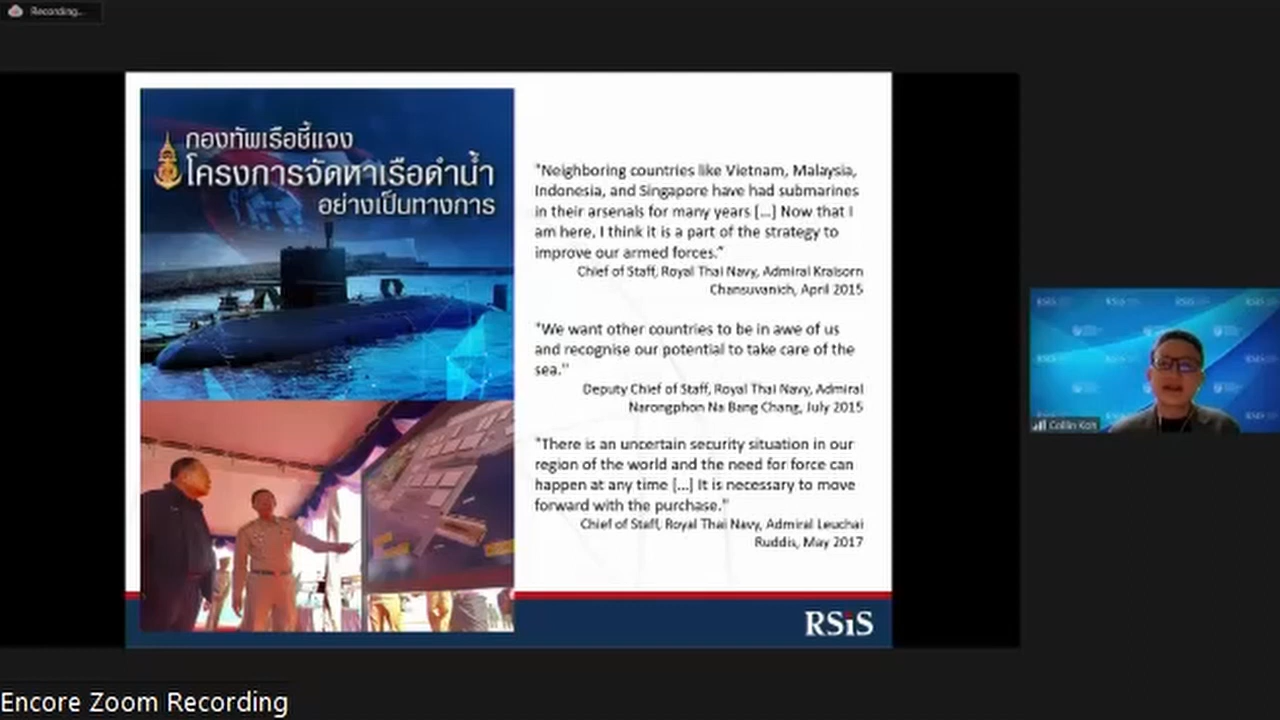 Recording...
กองทัพเรือชี้แจง
โครงการจัดหาเรือดำน้ำ
อย่างเป็นทางการ
"Neighboring countries like Vietnam, Malaysia,
Indonesia, and Singapore have had submarines
in their arsenals for many years [...] Now that I
am here, I think it is a part of the strategy to
improve our armed forces."
Chief of Staff, Royal Thai Navy, Admiral Kraisorn
Chansuvanich, April 2015
"We want other countries to be in awe of us
and recognise our potential to take care of the
sea."
Deputy Chief of Staff, Royal Thai Navy, Admiral
Narongphon Na Bang Chang, July 2015
"There is an uncertain security situation in our
region of the world and the need for force can
happen at any time [...] It is necessary to move
forward with the purchase."
Chief of Staff, Royal Thai Navy, Admiral Leuchai
Ruddis, May 2017
RSiS
RSiS
Collin Koh
Encore Zoom Recording